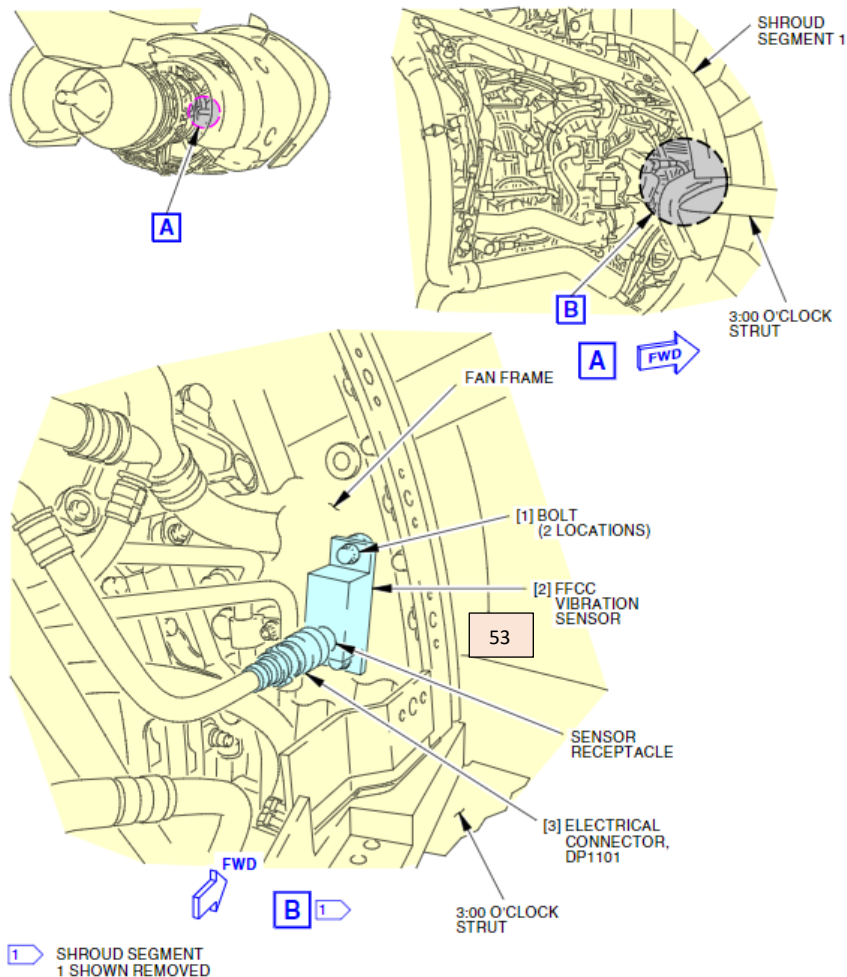 SHROUD
SEGMENT 1
A
B
3:00 O'CLOCK
STRUT
A
FWD
FAN FRAME
[1] BOLT
(2 LOCATIONS)
[2] FFCC
VIBRATION
SENSOR
53
SENSOR
RECEPTACLE
[3] ELECTRICAL
CONNECTOR,
DP1101
FWD
B 1
3:00 O'CLOCK
STRUT
1 SHROUD SEGMENT
1 SHOWN REMOVED